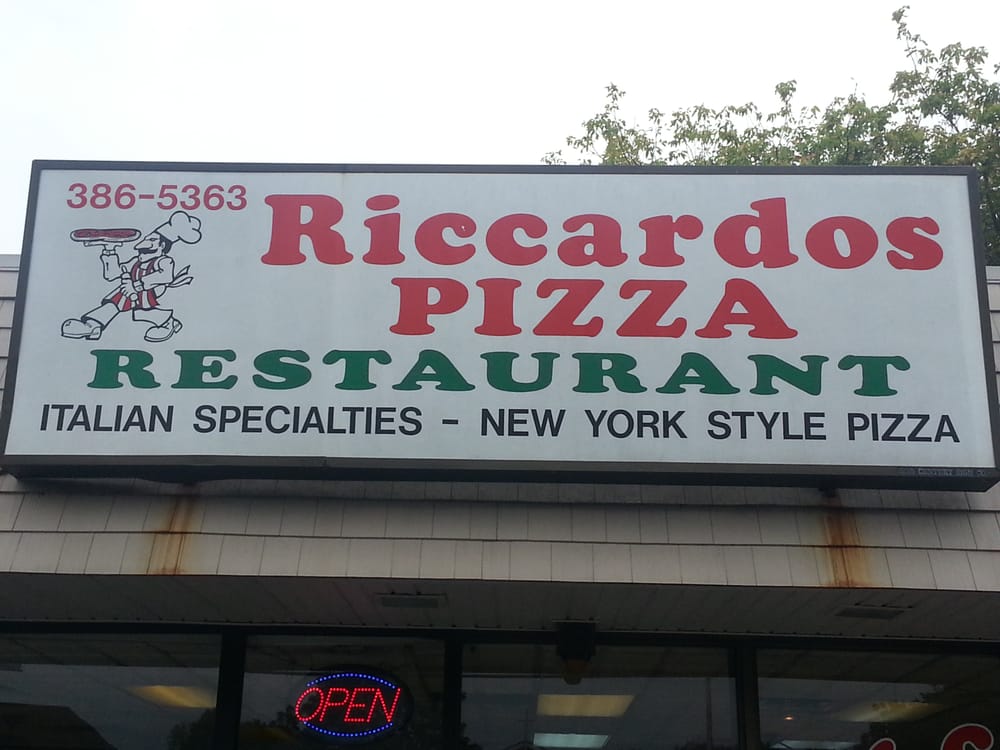 386-5363
Riccardos
PIZZA
RESTAURANT
ITALIAN SPECIALTIES - NEW YORK STYLE PIZZA
OPEN